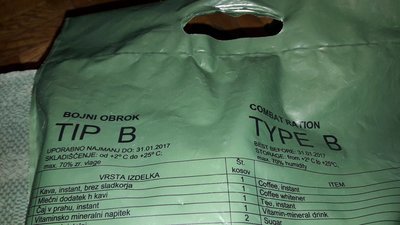 BOJNI OBROK
TIP B
UPORABNO NAJMANJ DO: 31.01.2017
SKLADIŠČENJE: od +2°C do +25°C,
max. 70% zr. vlage
COMBAT RATION
TYPE B
BEST BEFORE: 31.01.2017
STORAGE: from +2°C to +25°C,
max. 70% humidity
VRSTA IZDELKA
Št.
kosov
ITEM
Kava, instant, brez sladkorja
1
Coffee, instant
Mlečni dodatek h kavi
1
Coffee whitener
Čaj v prahu, instant
1
Tea, instant
Vitaminsko mineralni napitek
2
Vitamin-mineral drink
2
Sugar